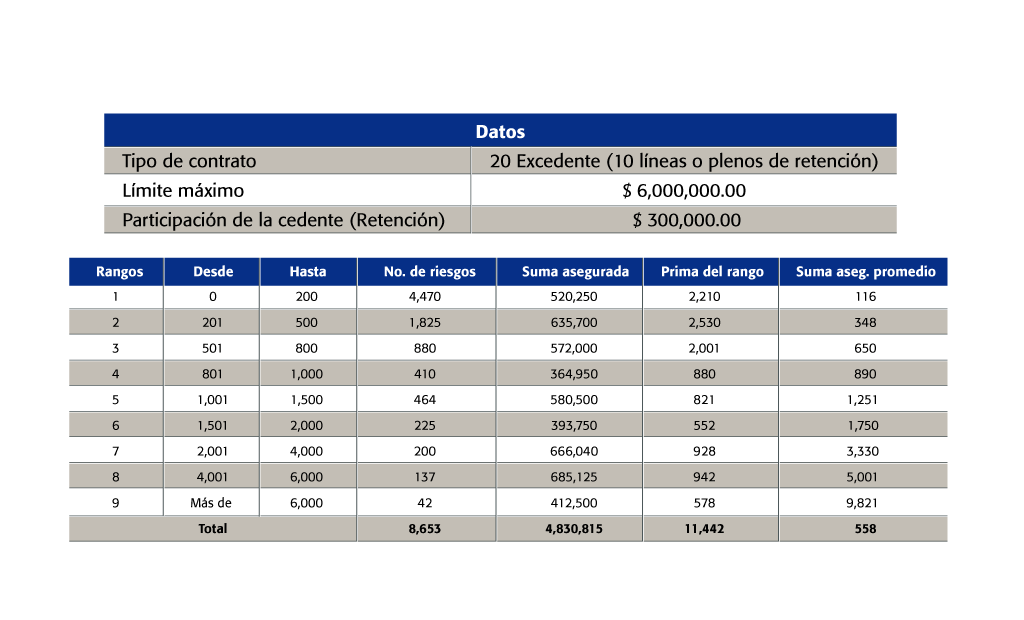 Datos
Tipo de contrato 20 Excedente (10 líneas o plenos de retención)
Límite máximo $ 6,000,000.00
Participación de la cedente (Retención) $ 300,000.00
Rangos Desde Hasta No. de riesgos Suma asegurada Prima del rango Suma aseg. promedio
1 0 200 4,470 520,250 2,210 116
2 201 500 1,825 635,700 2,530 348
3 501 800 880 572,000 2,001 650
4 801 1,000 410 364,950 880 890
5 1,001 1,500 464 580,500 821 1,251
6 1,501 2,000 225 393,750 552 1,750
7 2,001 4,000 200 666,040 928 3,330
8 4,001 6,000 137 685,125 942 5,001
9 Más de 6,000 42 412,500 578 9,821
Total 8,653 4,830,815 11,442 558